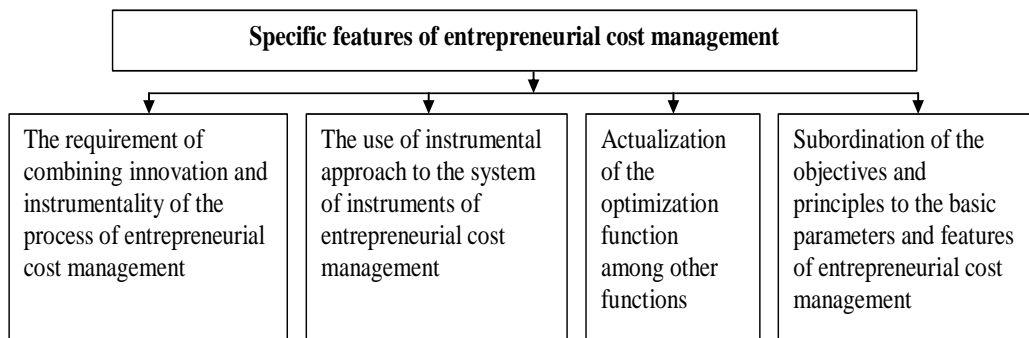 Specific features of entrepreneurial cost management
The requirement of
combining innovation and
instrumentality of the
process of entrepreneurial
cost management
The use of instrumental
approach to the system
of instruments of
entrepreneurial cost
management
Actualization
of the
optimization
function
among other
functions
Subordination of the
objectives and
principles to the basic
parameters and features
of entrepreneurial cost
management